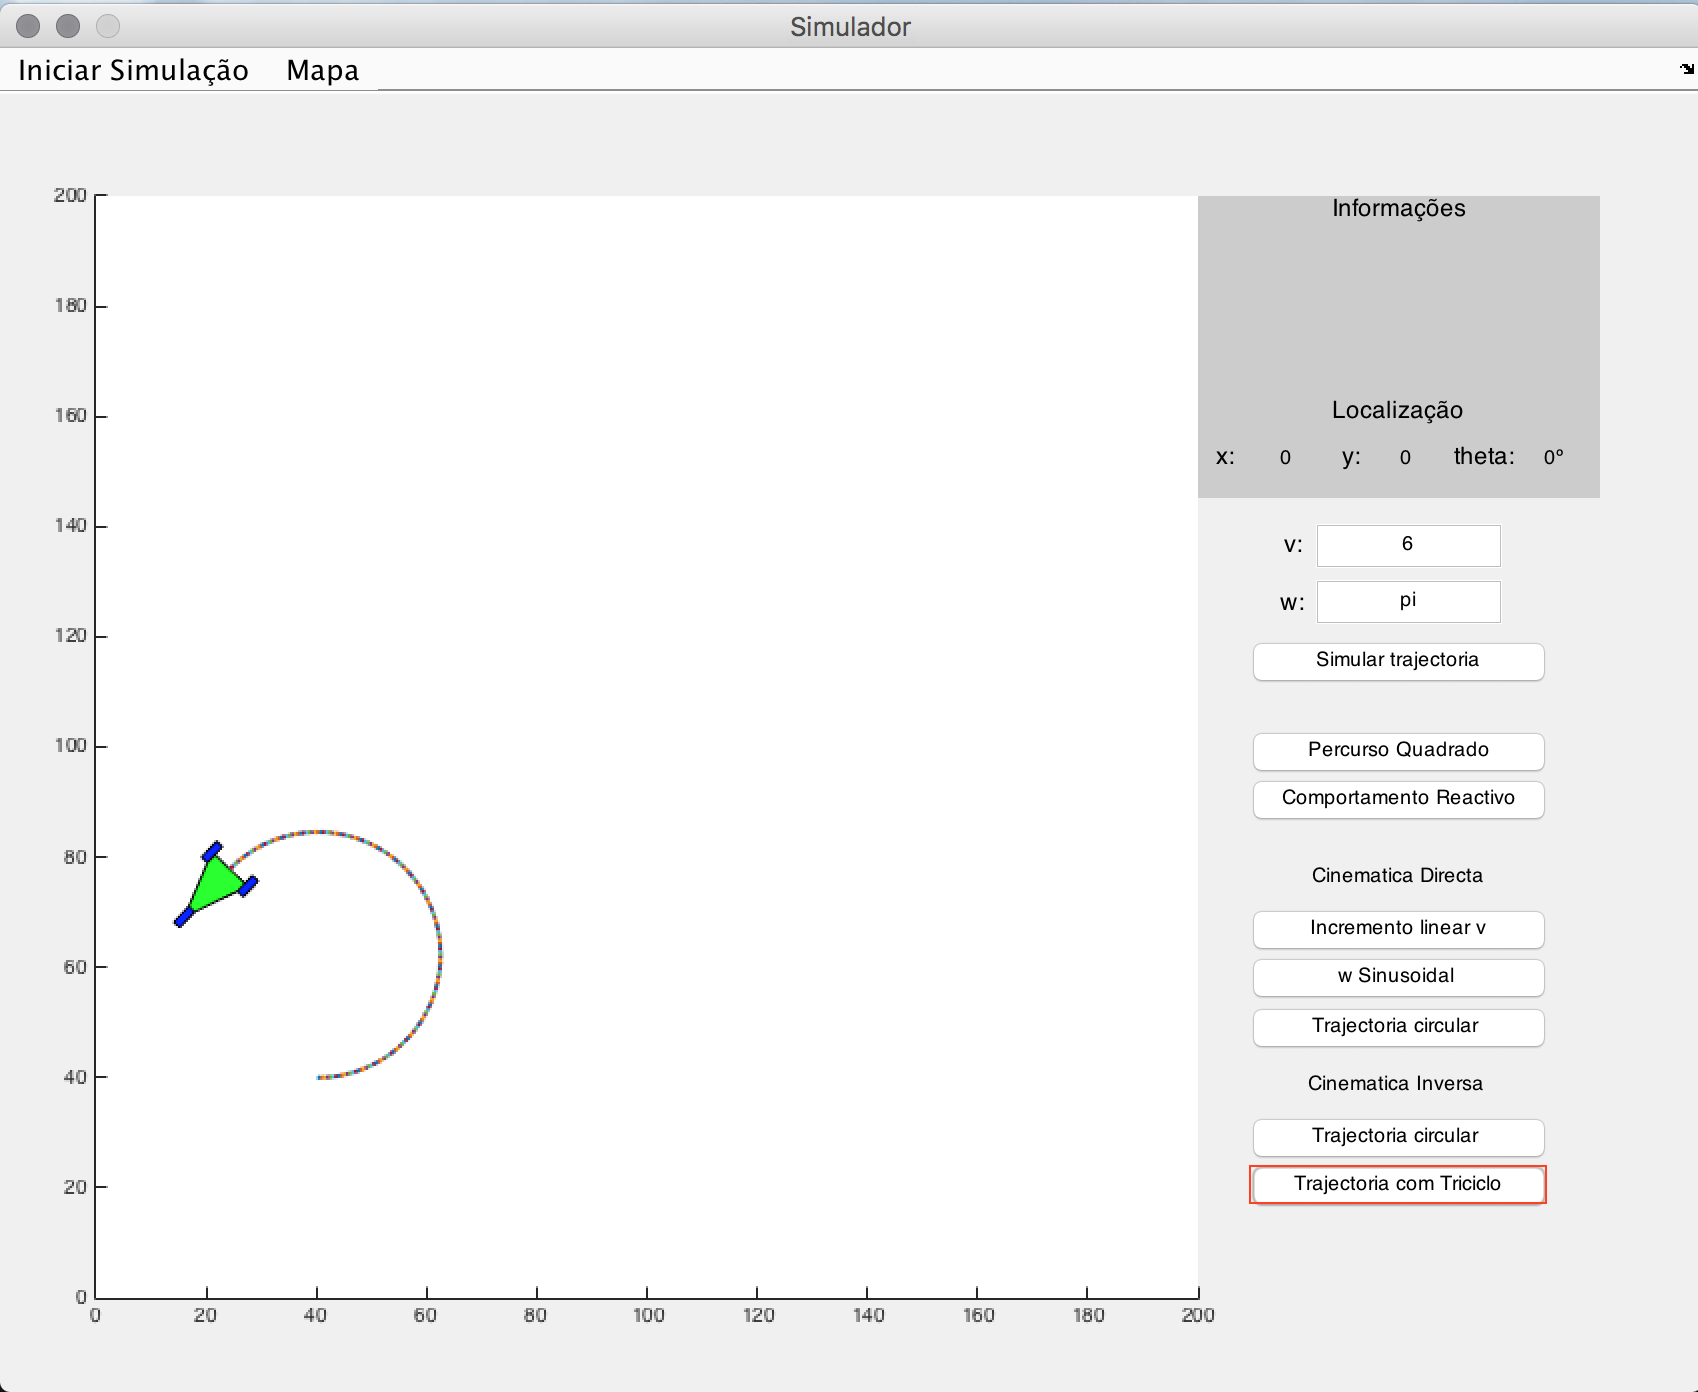 Simulador
Iniciar Simulação Mapa
200
180
160
140
120
100
80
60
40
20
0
0 20 40 60 80 100 120 140 160 180 200
Informações
Localização
x: 0 y: 0 theta: 0º
v: 6
w: pi
Simular trajectoria
Percurso Quadrado
Comportamento Reactivo
Cinematica Directa
Incremento linear v
w Sinusoidal
Trajectoria circular
Cinematica Inversa
Trajectoria circular
Trajectoria com Triciclo